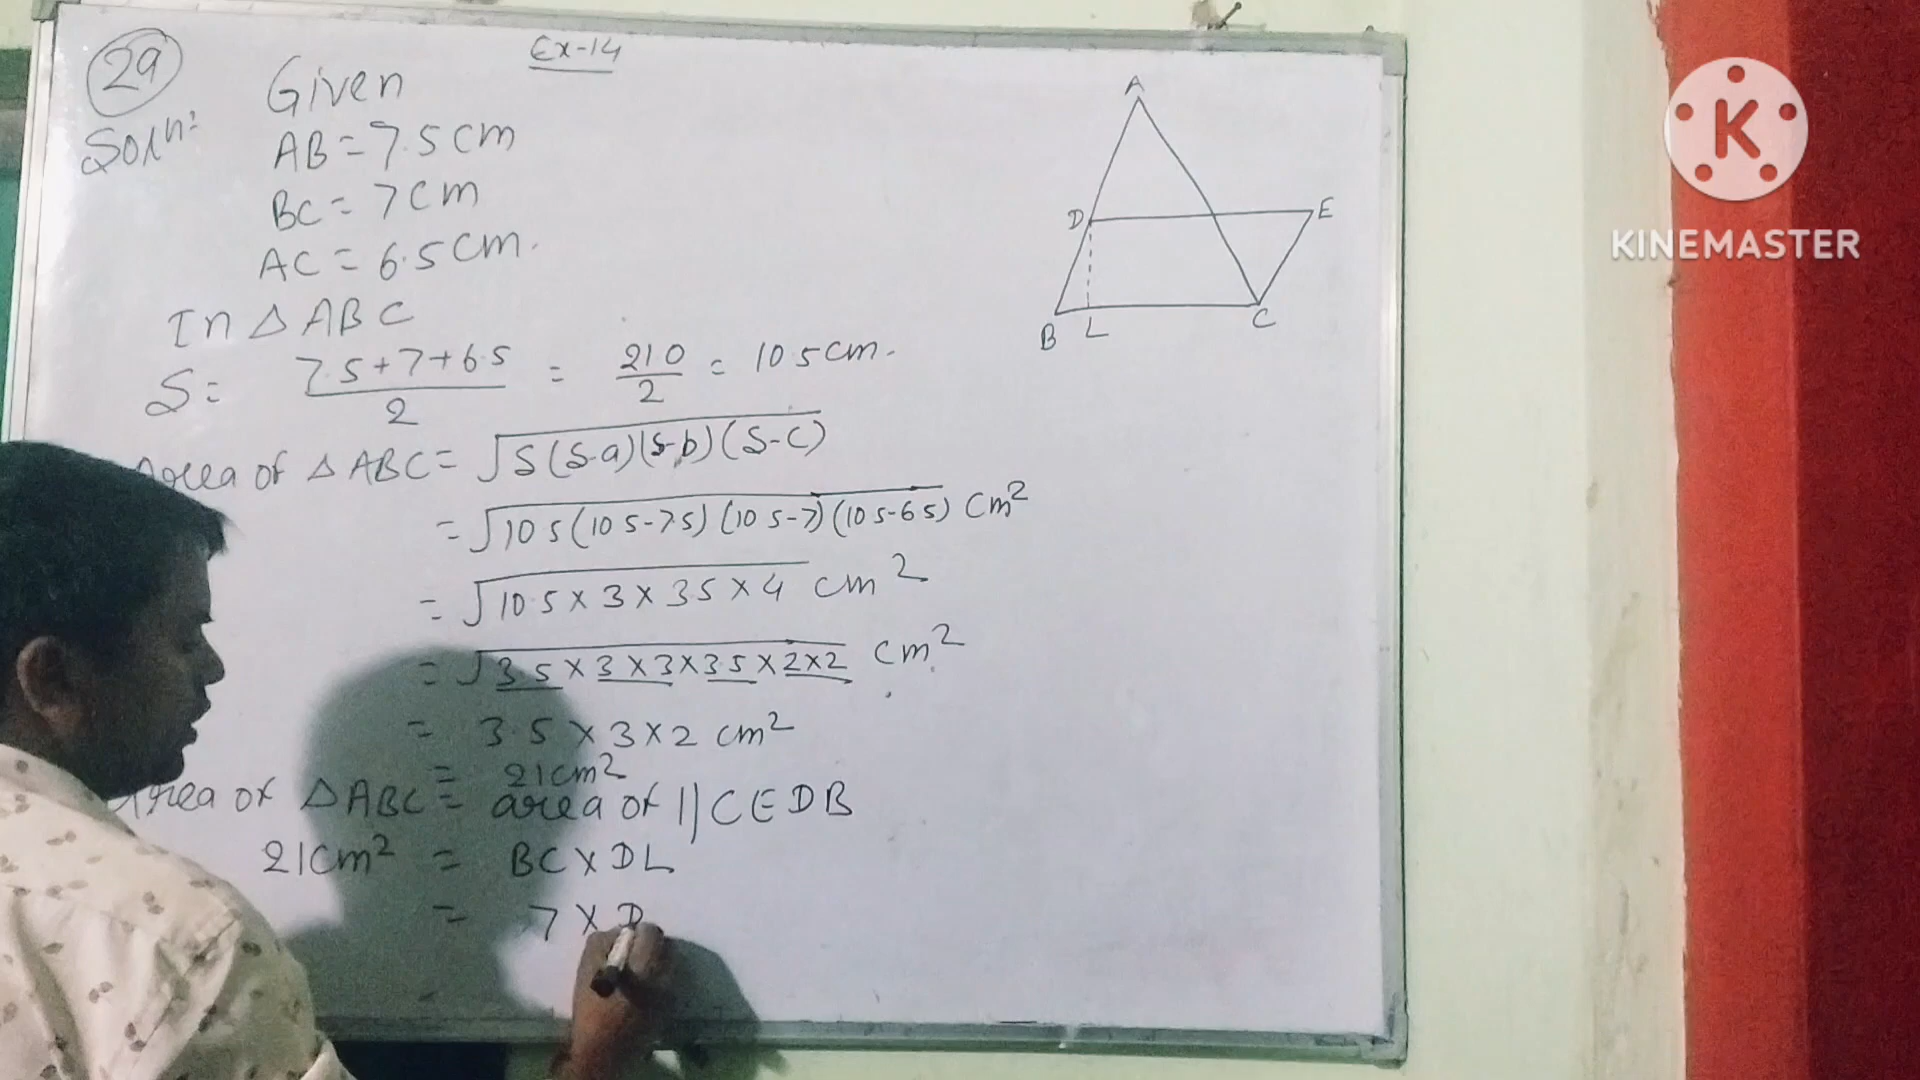 29
Ex-14
Soln:
Given
AB = 7.5 cm
BC = 7 cm
AC = 6.5 cm.
In △ ABC
S = 7.5+7+6.5 / 2 = 21.0 / 2 = 10.5 cm.
Area of △ ABC = √S(S-a)(S-b)(S-C)
= √10.5(10.5-7.5)(10.5-7)(10.5-6.5) cm²
= √10.5 × 3 × 3.5 × 4 cm²
= √3.5 × 3 × 3 × 3.5 × 2 × 2 cm²
= 3.5 × 3 × 2 cm²
= 21 cm²
Area of △ ABC = area of || CEDB
21 cm² = BC × DL
= 7 × D
A
D
E
B
L
C
K
KINEMASTER